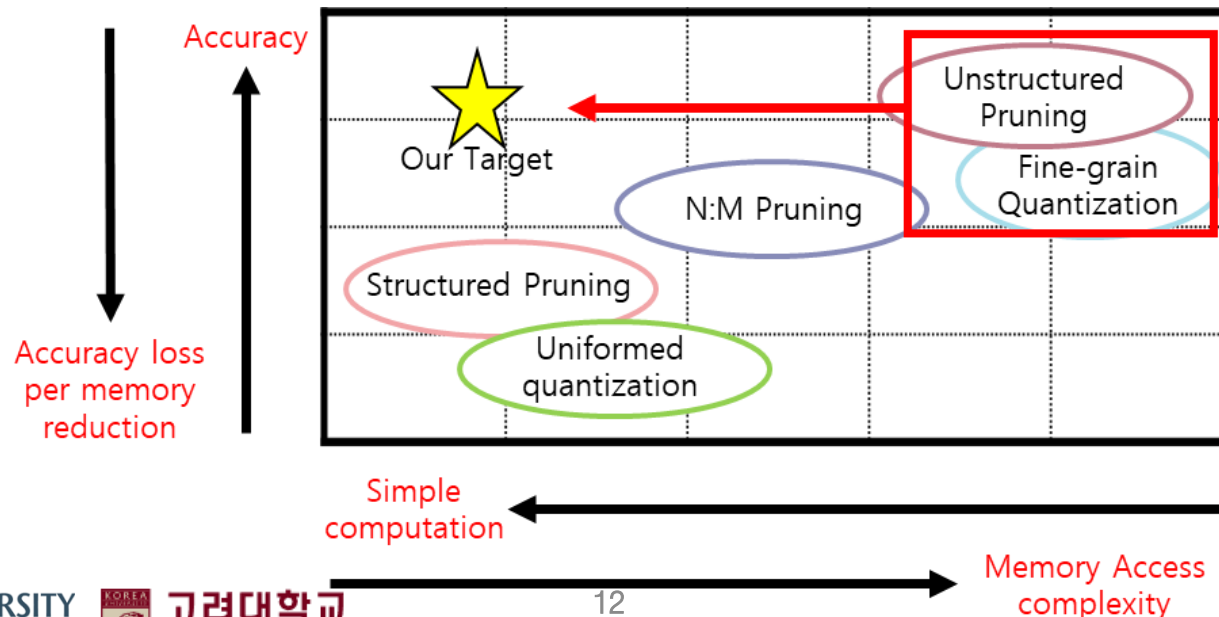 Accuracy
Unstructured
Pruning
Our Target
Fine-grain
Quantization
N:M Pruning
Structured Pruning
Uniformed
quantization
Accuracy loss
per memory
reduction
Simple
computation
Memory Access
complexity
RSITY
KOREA
고려대학교
12